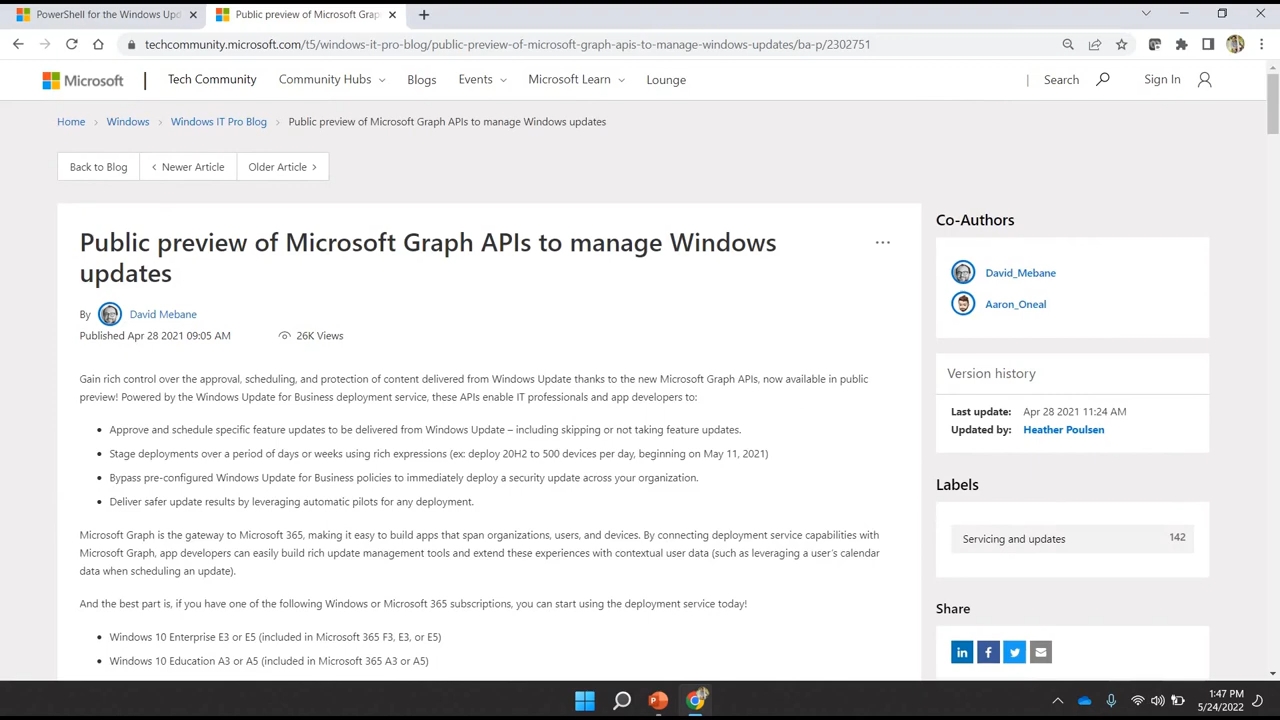 PowerShell for the Windows Upd
Public preview of Microsoft Grap
techcommunity.microsoft.com/t5/windows-it-pro-blog/public-preview-of-microsoft-graph-apis-to-manage-windows-updates/ba-p/2302751
Microsoft
Tech Community
Community Hubs
Blogs
Events
Microsoft Learn
Lounge
Search
Sign In
Home > Windows > Windows IT Pro Blog > Public preview of Microsoft Graph APIs to manage Windows updates
Back to Blog
< Newer Article
Older Article >
Public preview of Microsoft Graph APIs to manage Windows
updates
By David Mebane
Published Apr 28 2021 09:05 AM
26K Views
Gain rich control over the approval, scheduling, and protection of content delivered from Windows Update thanks to the new Microsoft Graph APIs, now available in public
preview! Powered by the Windows Update for Business deployment service, these APIs enable IT professionals and app developers to:
• Approve and schedule specific feature updates to be delivered from Windows Update – including skipping or not taking feature updates.
• Stage deployments over a period of days or weeks using rich expressions (ex: deploy 20H2 to 500 devices per day, beginning on May 11, 2021)
• Bypass pre-configured Windows Update for Business policies to immediately deploy a security update across your organization.
• Deliver safer update results by leveraging automatic pilots for any deployment.
Microsoft Graph is the gateway to Microsoft 365, making it easy to build apps that span organizations, users, and devices. By connecting deployment service capabilities with
Microsoft Graph, app developers can easily build rich update management tools and extend these experiences with contextual user data (such as leveraging a user's calendar
data when scheduling an update).
And the best part is, if you have one of the following Windows or Microsoft 365 subscriptions, you can start using the deployment service today!
• Windows 10 Enterprise E3 or E5 (included in Microsoft 365 F3, E3, or E5)
• Windows 10 Education A3 or A5 (included in Microsoft 365 A3 or A5)
Co-Authors
David_Mebane
Aaron_Oneal
Version history
Last update: Apr 28 2021 11:24 AM
Updated by: Heather Poulsen
Labels
Servicing and updates 142
Share
1:47 PM
5/24/2022